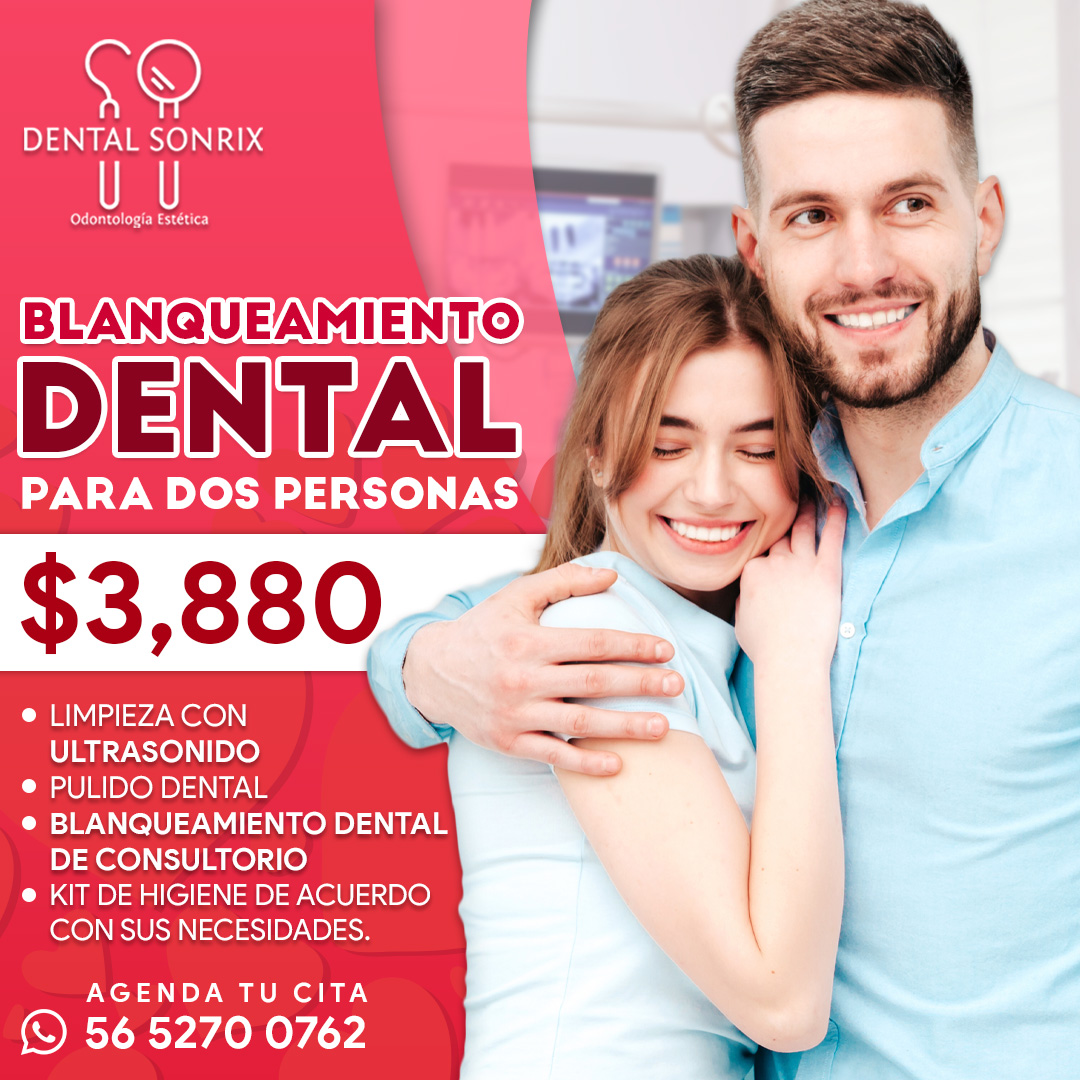 DENTAL SONRIX
Odontología Estética
BLANQUEAMIENTO
DENTAL
PARA DOS PERSONAS
$3,880
• LIMPIEZA CON
ULTRASONIDO
• PULIDO DENTAL
• BLANQUEAMIENTO DENTAL
DE CONSULTORIO
• KIT DE HIGIENE DE ACUERDO
CON SUS NECESIDADES.
AGENDA TU CITA
56 5270 0762